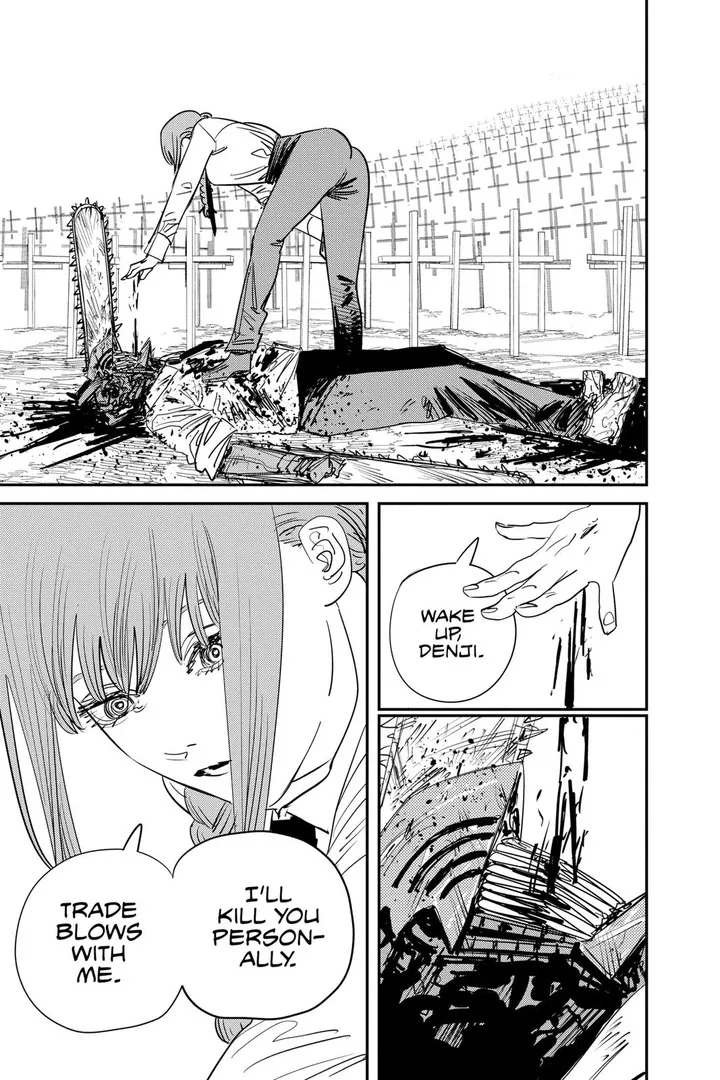 WAKE
UP,
DENJI.
I'LL
KILL YOU
PERSON-
ALLY.
TRADE
BLOWS
WITH
ME.